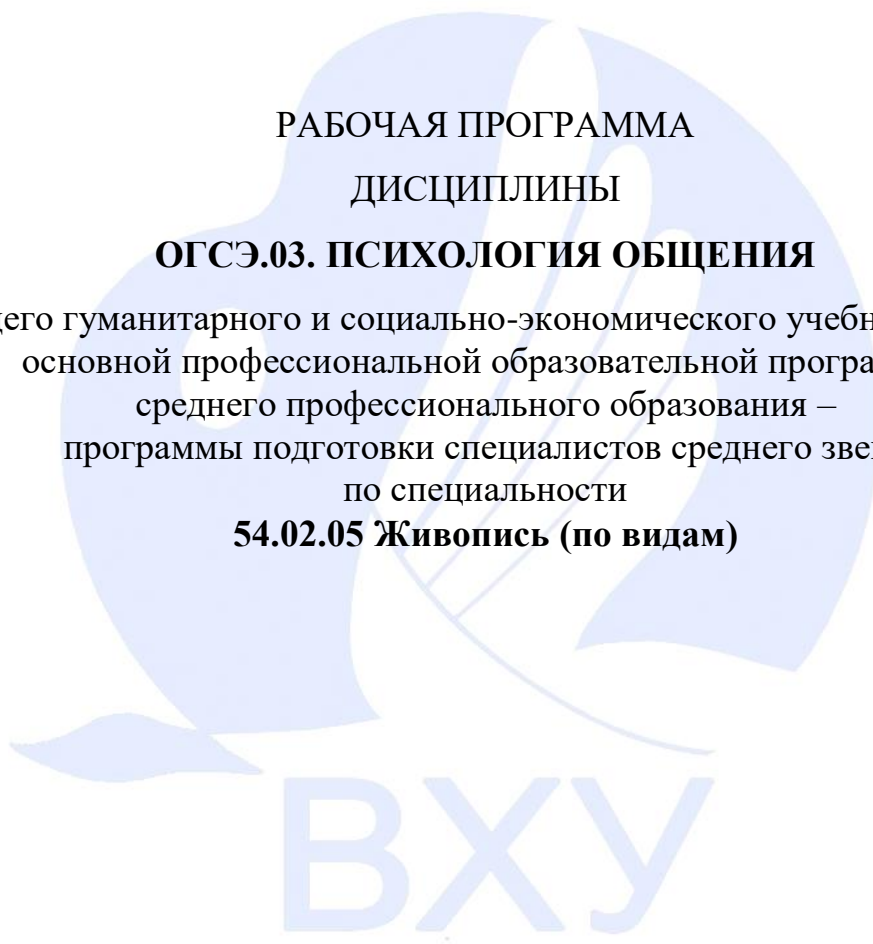 РАБОЧАЯ ПРОГРАММА
ДИСЦИПЛИНЫ
ОГСЭ.03. ПСИХОЛОГИЯ ОБЩЕНИЯ
гуманитарного и социально-экономического
основной профессиональной образовательной
среднего профессионального образования –
программы подготовки специалистов среднего
по специальности
54.02.05 Живопись (по видам)
ВХУ